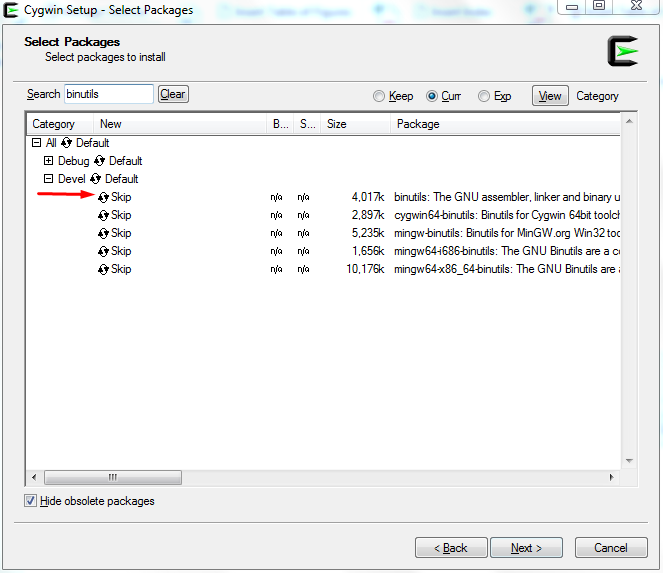 Cygwin Setup - Select Packages
Select Packages
Select packages to install
Search binutils Clear Keep Curr Exp View Category
Category New B... S... Size Package
All Default
Debug Default
Devel Default
Skip n/a n/a 4,017k binutils: The GNU assembler, linker and binary u
Skip n/a n/a 2,897k cygwin64-binutils: Binutils for Cygwin 64bit toolch
Skip n/a n/a 5,235k mingw-binutils: Binutils for MinGW.org Win32 too
Skip n/a n/a 1,656k mingw64-i686-binutils: The GNU Binutils are a co
Skip n/a n/a 10,176k mingw64-x86_64-binutils: The GNU Binutils are a
Hide obsolete packages
< Back Next > Cancel